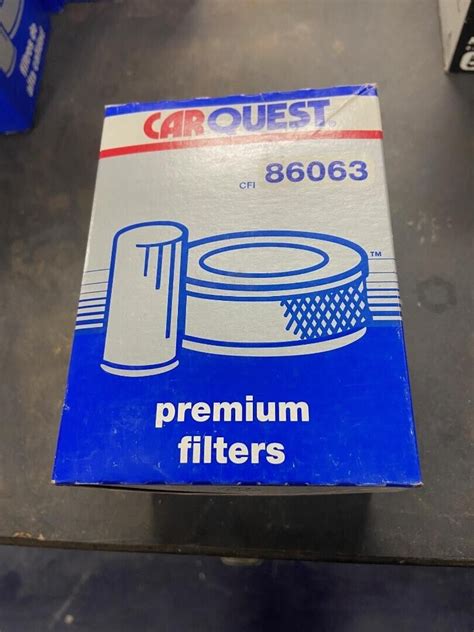 CARQUEST®
CFI 86063
™
premium
filters